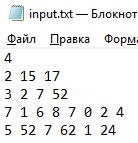 input.txt — Блокнот
Файл Правка Форма
4
2 15 17
3 2 7 52
7 1 6 8 7 0 2 4
5 52 7 62 1 24